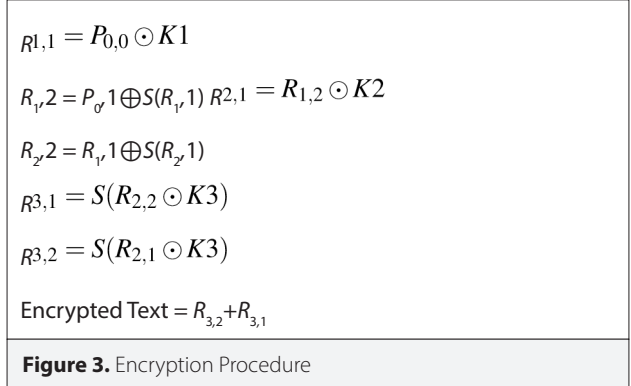 R1,1 = P0,0 ⊙ K1
R1,2 = P0,1⊕S(R1,1) R2,1 = R1,2 ⊙ K2
R2,2 = R1,1⊕S(R2,1)
R3,1 = S(R2,2 ⊙ K3)
R3,2 = S(R2,1 ⊙ K3)
Encrypted Text = R3,2+R3,1
Figure 3. Encryption Procedure